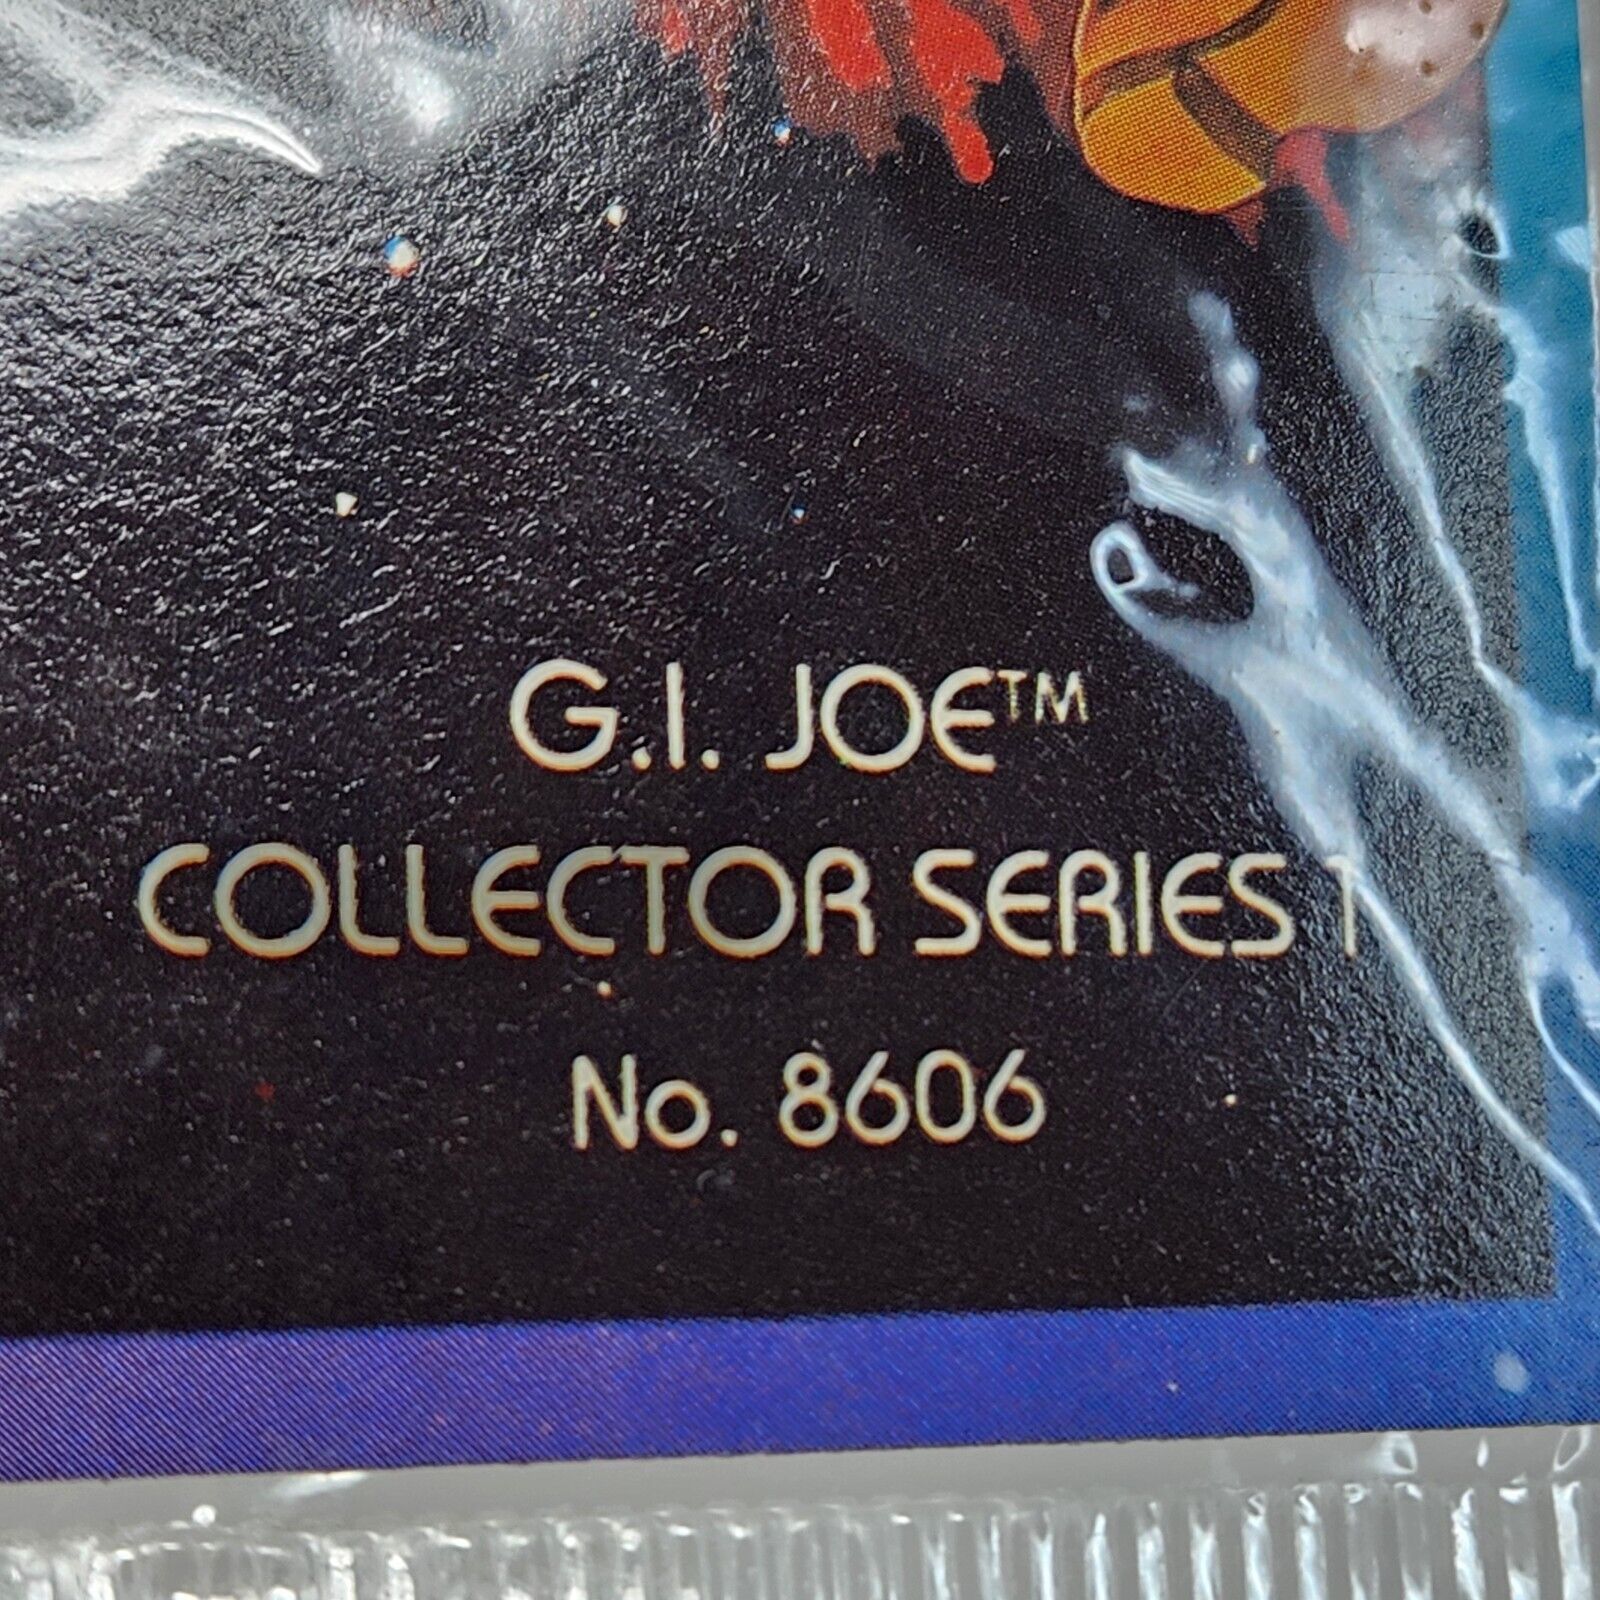 G.I. JOE™
COLLECTOR SERIES 1
No. 8606